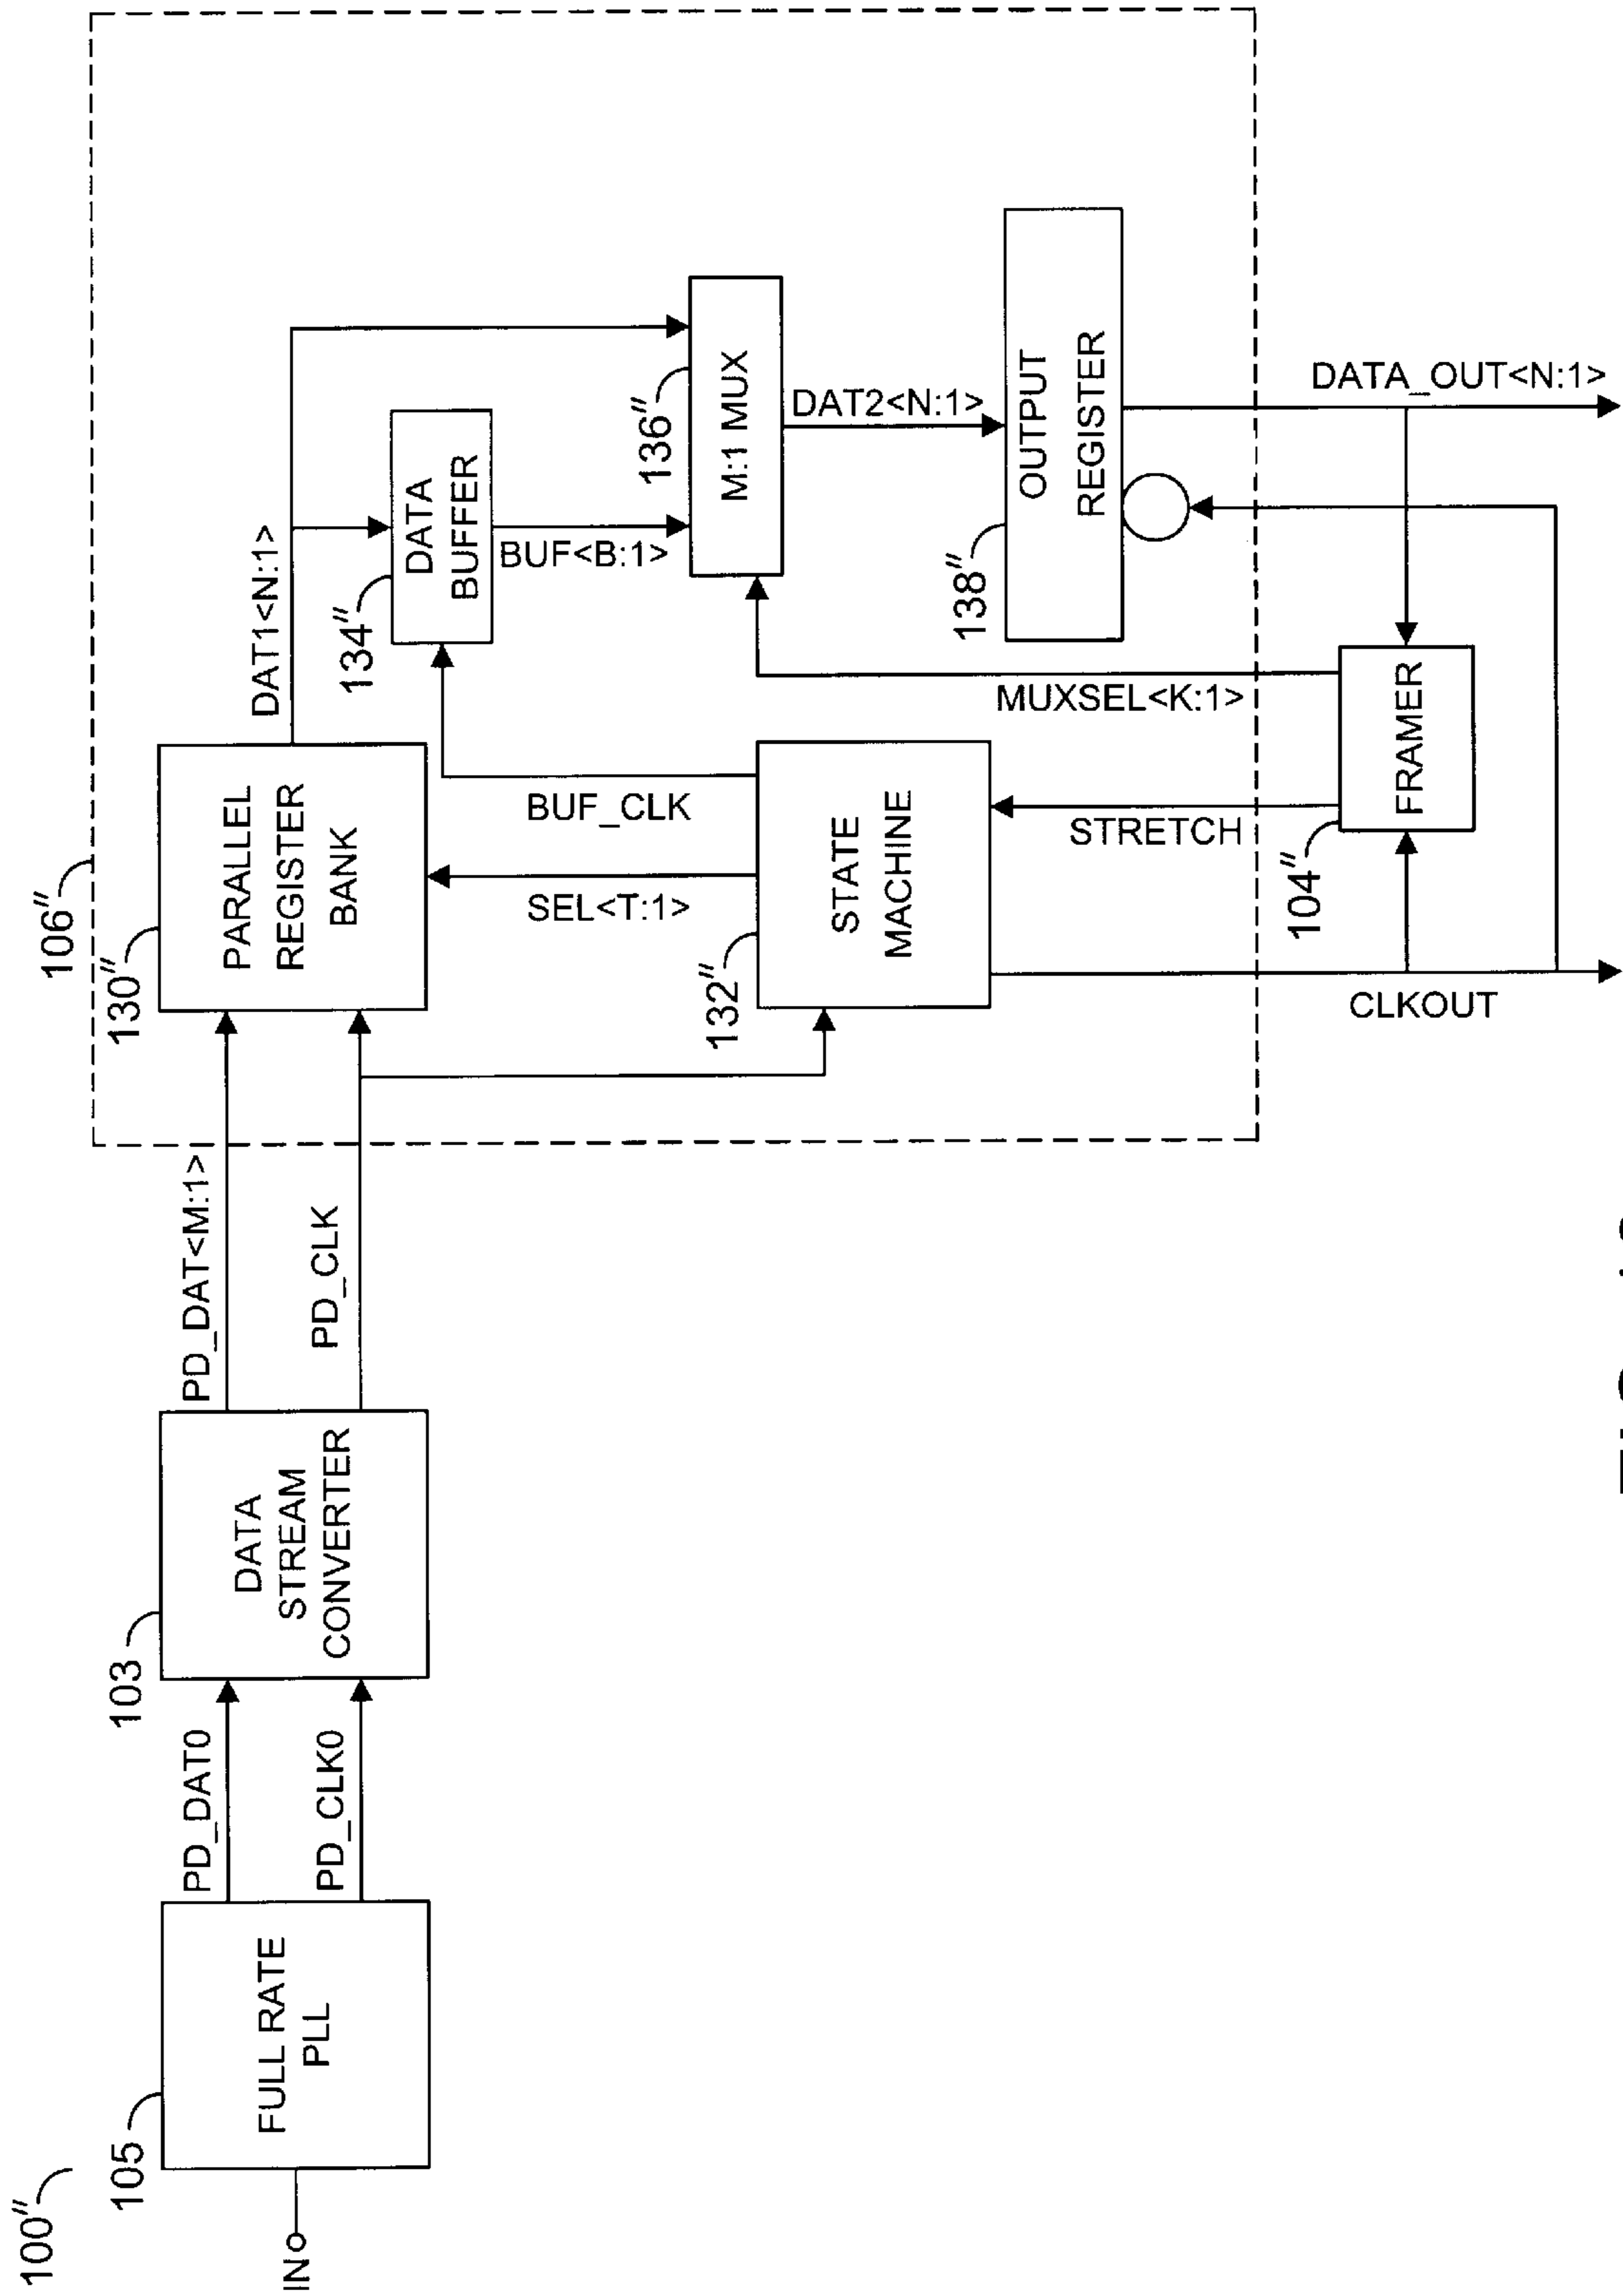 100″
IN
105
FULL RATE
PLL
PD_DAT0
PD_CLK0
103
DATA
STREAM
CONVERTER
PD_DAT<M:1>
PD_CLK
106″
130″
PARALLEL
REGISTER
BANK
DAT1<N:1>
134″
DATA
BUFFER
BUF_CLK
BUF<B:1>
SEL<T:1>
132″
STATE
MACHINE
136″
M:1 MUX
DAT2<N:1>
MUXSEL<K:1>
138″
OUTPUT
REGISTER
STRETCH
104″
FRAMER
CLKOUT
DATA_OUT<N:1>